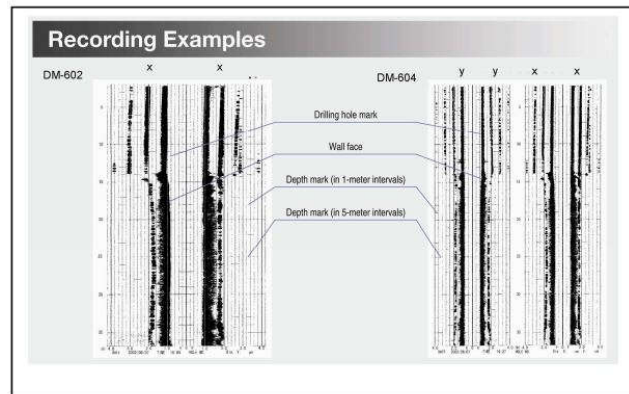 Recording Examples
x x
DM-602
DM-604
y y x x
Drilling hole mark
Wall face
Depth mark (in 1-meter intervals)
Depth mark (in 5-meter intervals)